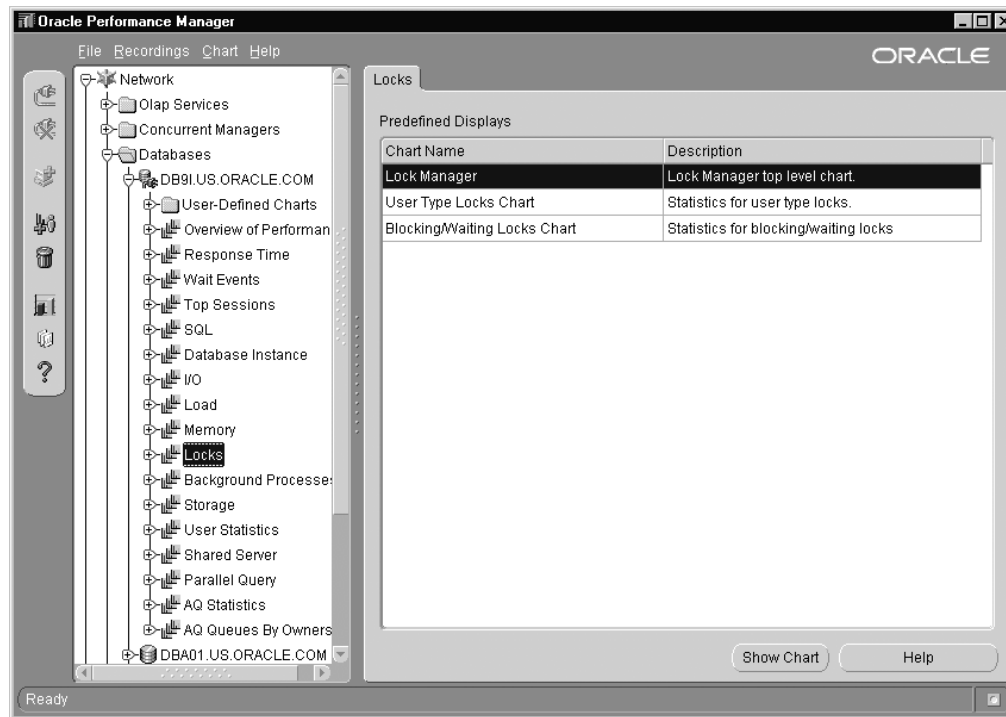 Oracle Performance Manager
File Recordings Chart Help
ORACLE
Network
Olap Services
Concurrent Managers
Databases
DB9I.US.ORACLE.COM
User-Defined Charts
Overview of Performan
Response Time
Wait Events
Top Sessions
SQL
Database Instance
I/O
Load
Memory
Locks
Background Processes
Storage
User Statistics
Shared Server
Parallel Query
AQ Statistics
AQ Queues By Owners
DBA01.US.ORACLE.COM
Locks
Predefined Displays
Chart Name Description
Lock Manager Lock Manager top level chart.
User Type Locks Chart Statistics for user type locks.
Blocking/Waiting Locks Chart Statistics for blocking/waiting locks
Show Chart Help
Ready